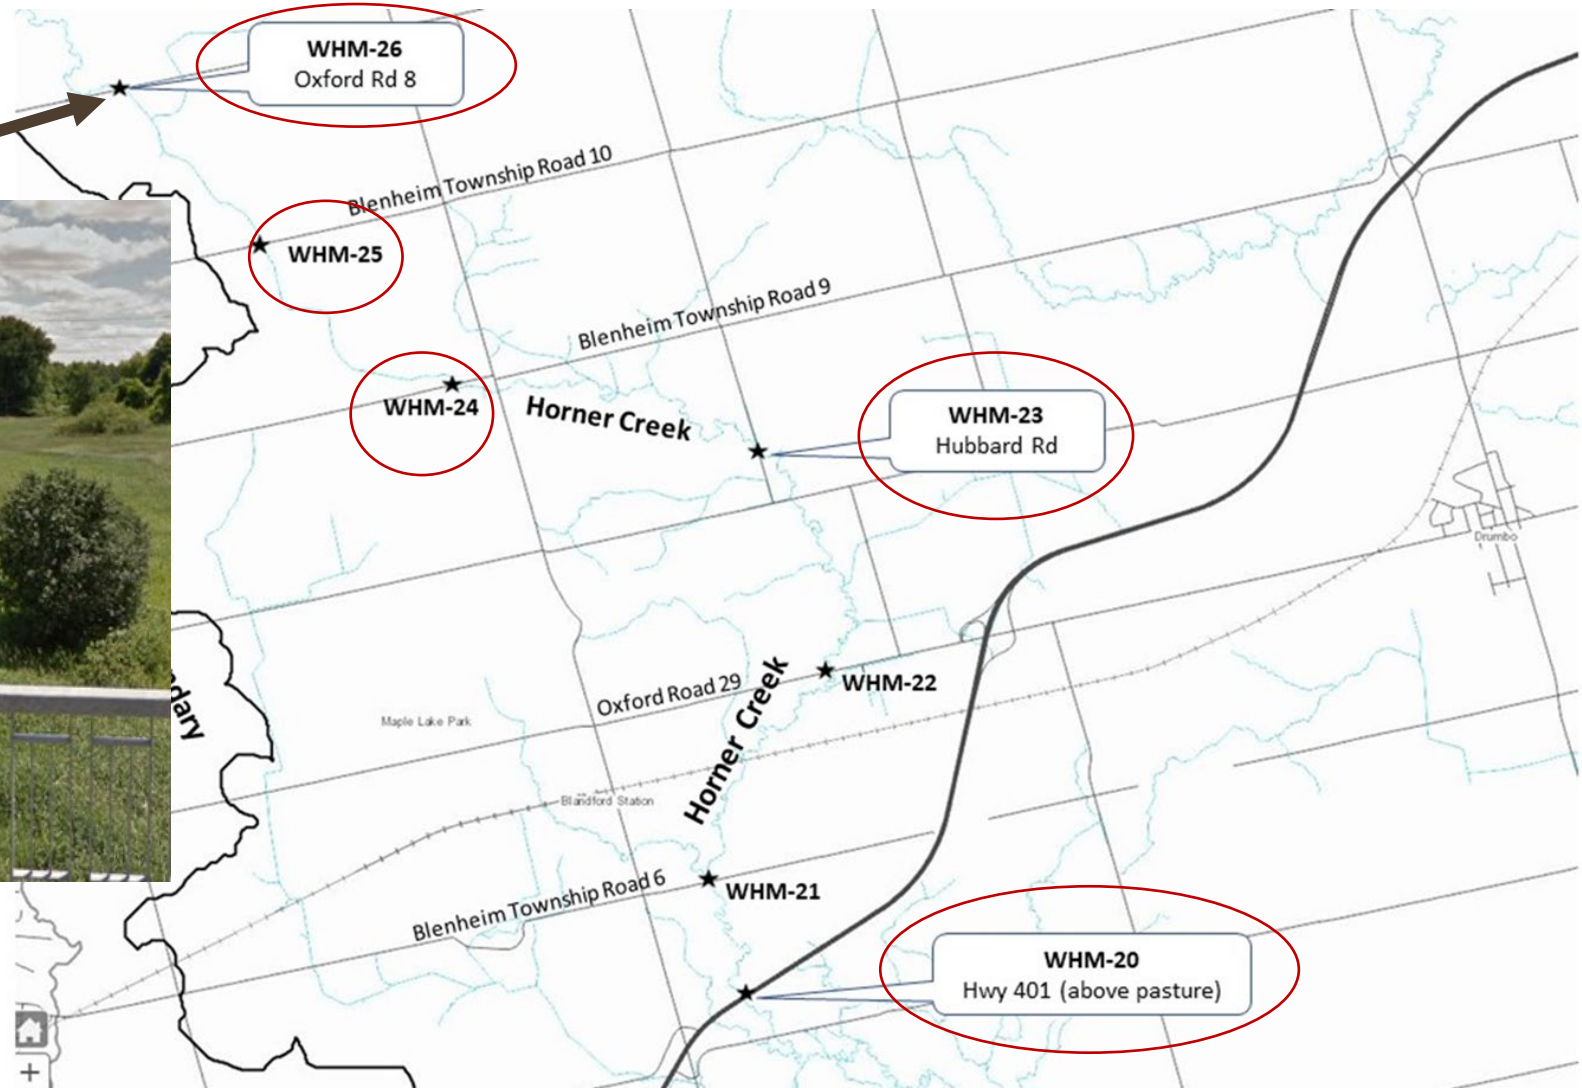 WHM-26
Oxford Rd 8
Blenheim Township Road 10
WHM-25
Blenheim Township Road 9
WHM-24
Horner Creek
WHM-23
Hubbard Rd
Drumbo
WHM-22
Oxford Road 29
Horner Creek
Maple Lake Park
dary
Blandford Station
WHM-21
Blenheim Township Road 6
WHM-20
Hwy 401 (above pasture)
+